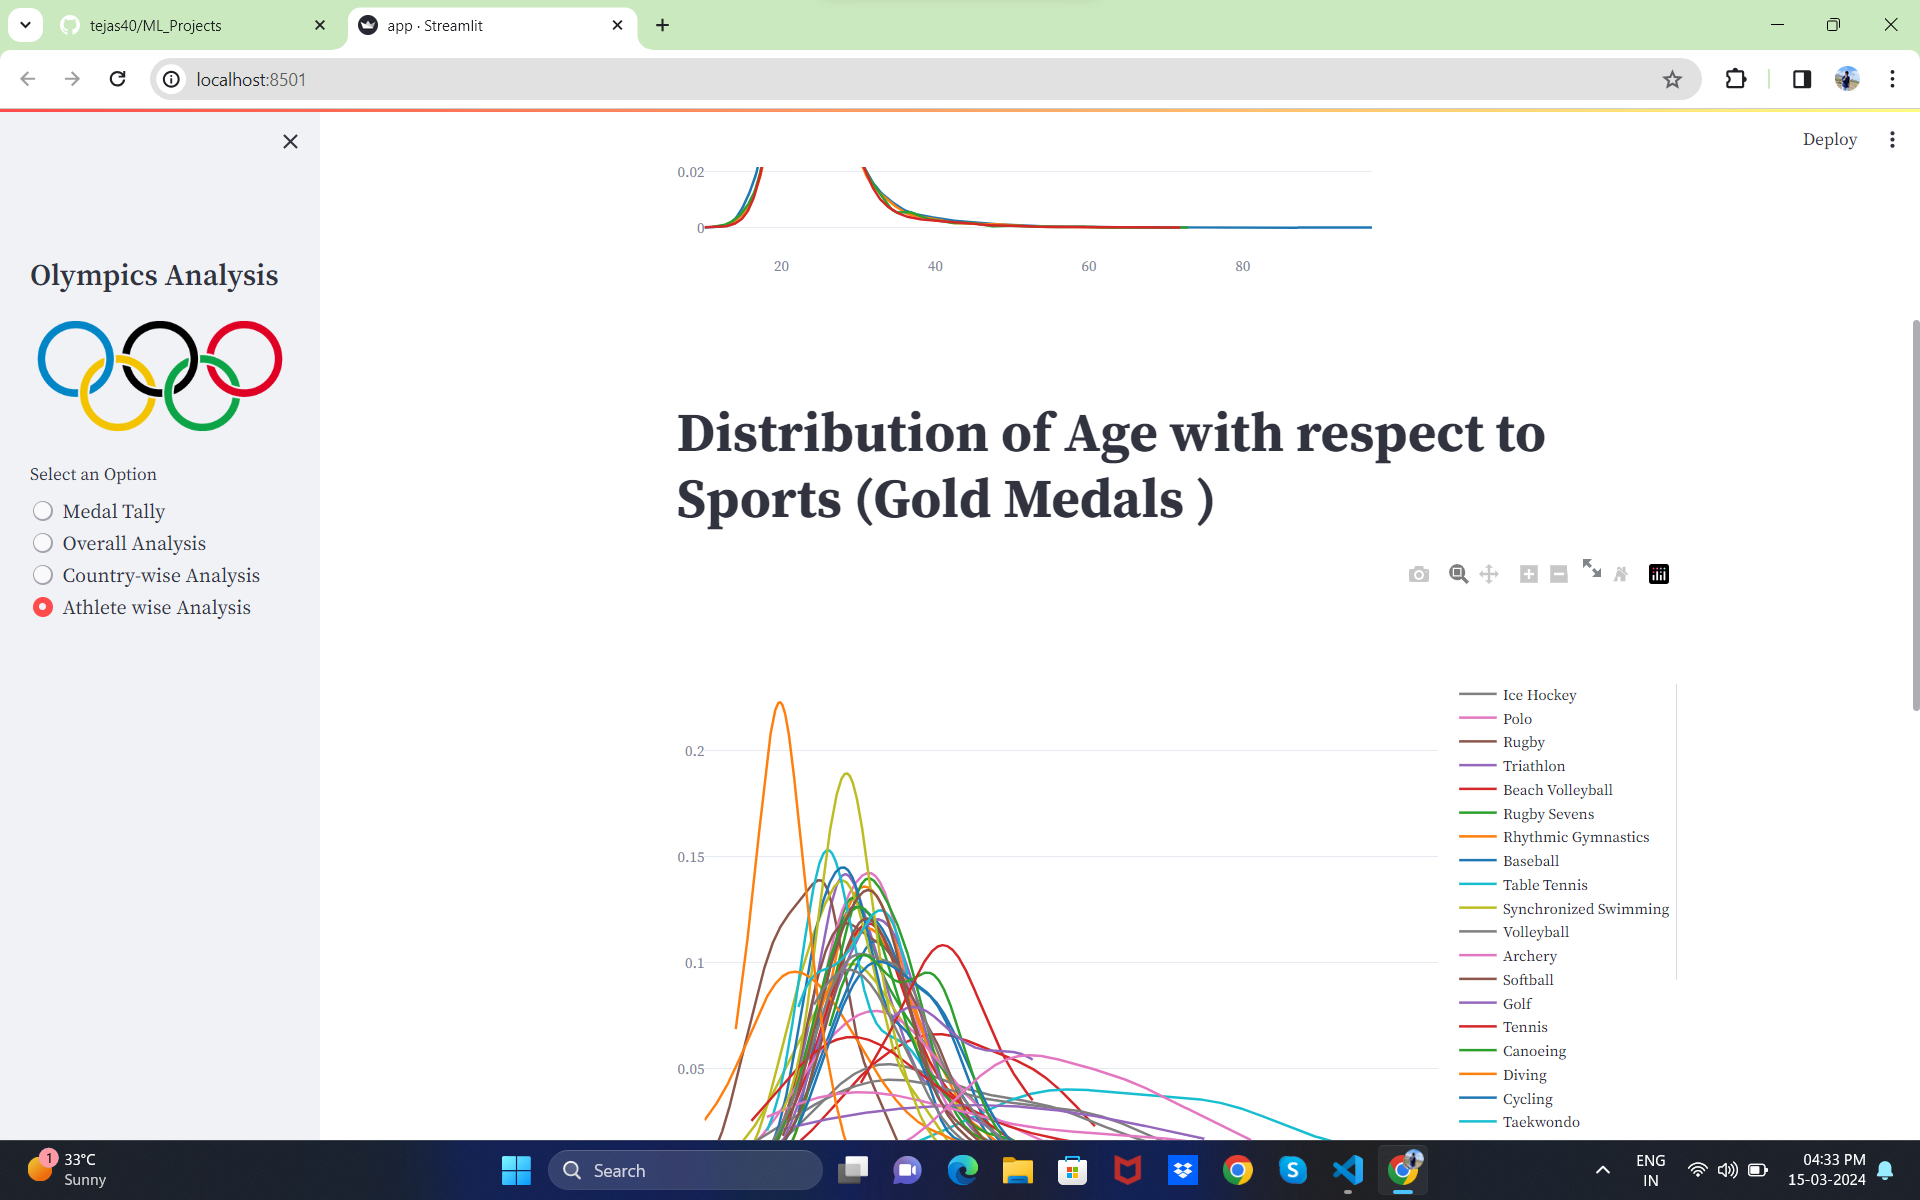 tejas40/ML_Projects
app · Streamlit
localhost:8501
Deploy
Olympics Analysis
Select an Option
Medal Tally
Overall Analysis
Country-wise Analysis
Athlete wise Analysis
0.02
0
20 40 60 80
Distribution of Age with respect to
Sports (Gold Medals )
0.2
0.15
0.1
0.05
Ice Hockey
Polo
Rugby
Triathlon
Beach Volleyball
Rugby Sevens
Rhythmic Gymnastics
Baseball
Table Tennis
Synchronized Swimming
Volleyball
Archery
Softball
Golf
Tennis
Canoeing
Diving
Cycling
Taekwondo
1
33°C
Sunny
Search
S
ENG
IN
04:33 PM
15-03-2024